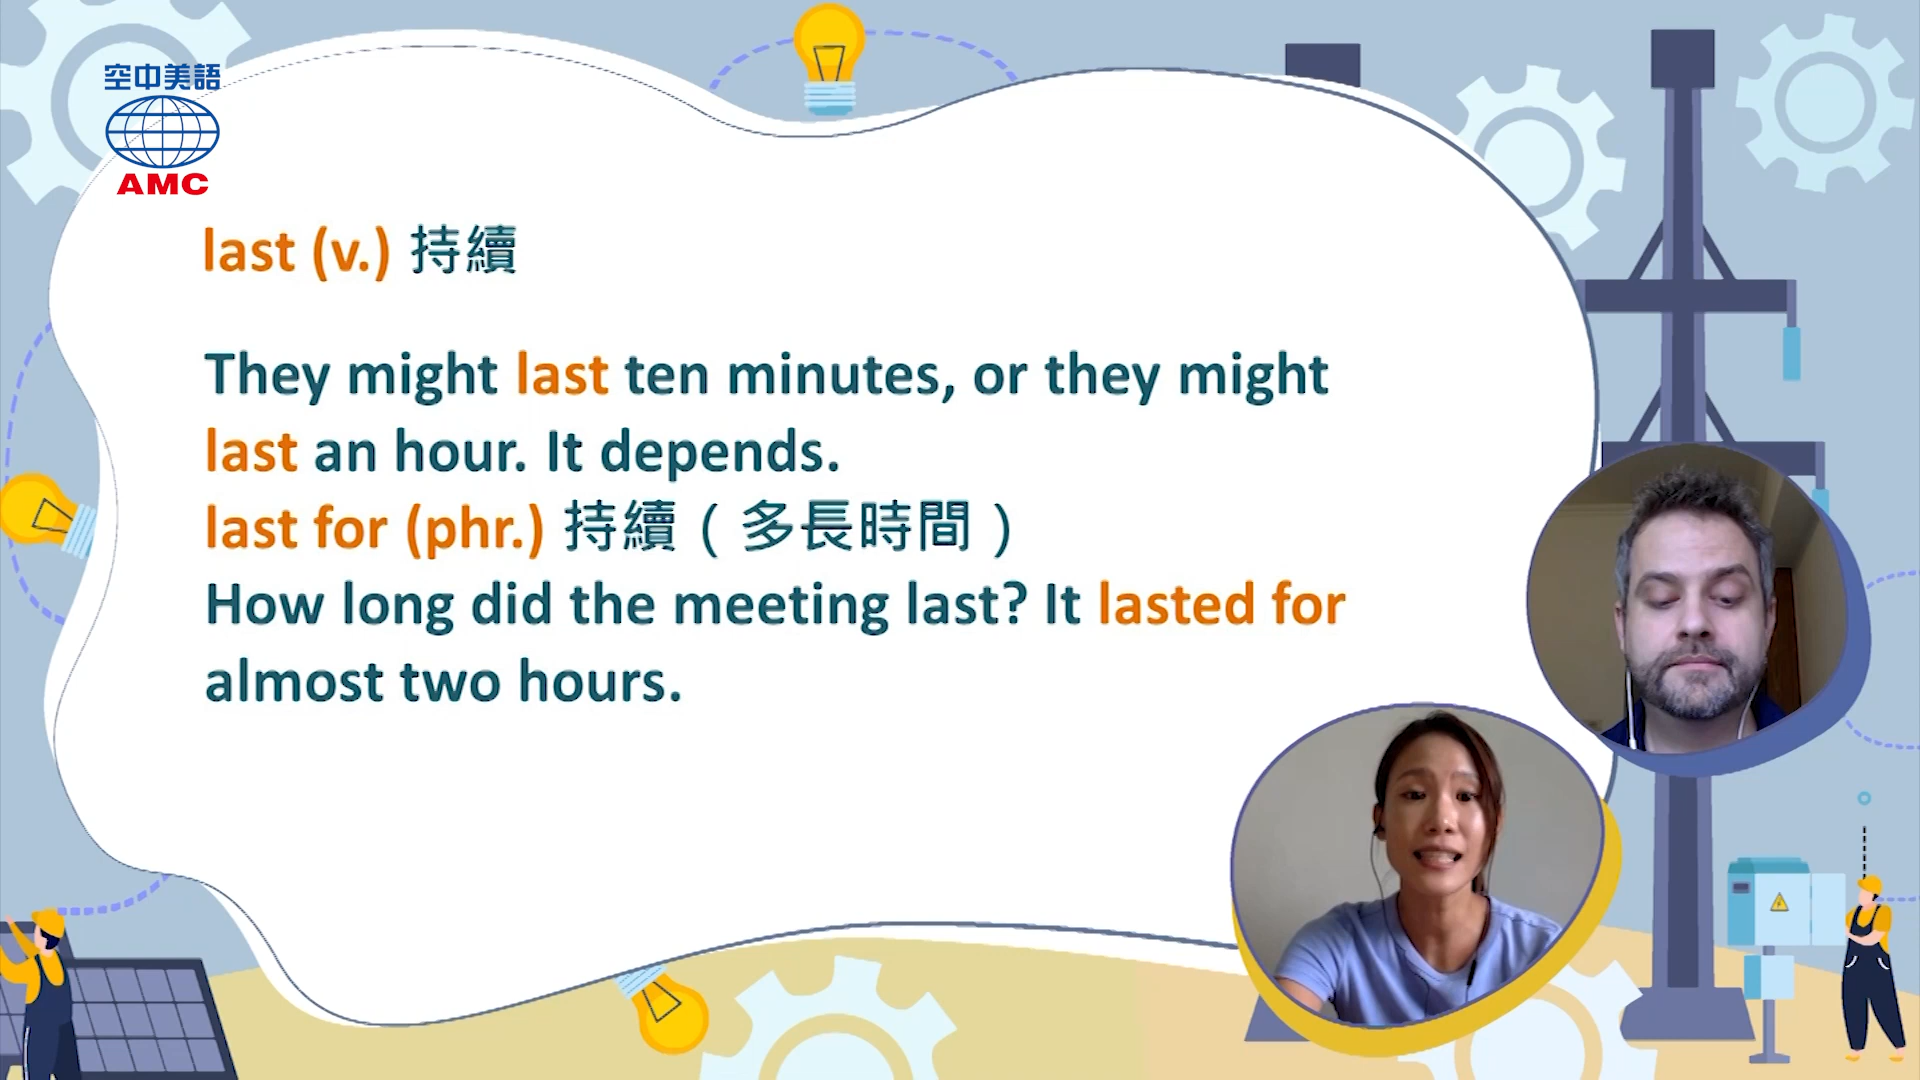 空中美語
AMC
last (v.) 持續
They might last ten minutes, or they might
last an hour. It depends.
last for (phr.) 持續（多長時間）
How long did the meeting last? It lasted for
almost two hours.